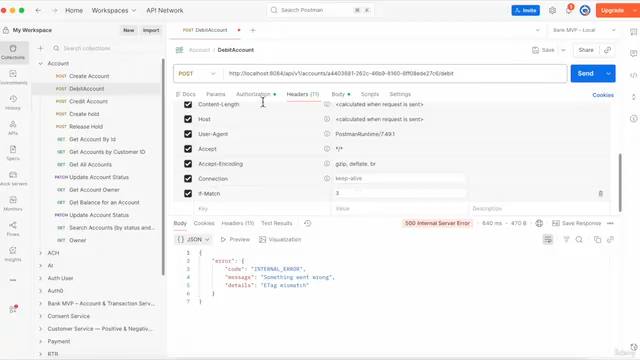 Home
Workspaces
API Network
Search Postman
Invite
Upgrade
My Workspace
New
Import
POST DebitAccount
Bank MVP – Local
Collections
Search collections
Account / DebitAccount
Save
Share
Environments
History
APIs
Mock servers
Specs
Monitors
Flows
Insights
Account
POST Create Account
POST DebitAccount
POST Credit Account
POST Create hold
POST Release Hold
GET Get Account By Id
GET Get Accounts by Customer ID
GET Get All Accounts
PATCH Update Account Status
GET Get Account Owner
GET Get Balance for an Account
PATCH Update Account Status
GET Search Accounts (by status and...
GET Owner
ACH
AI
Auth User
Auth0
Bank MVP – Account & Transaction Serv...
Consent Service
Customer Service — Positive & Negativ...
Payment
RTR
POST
Send
Docs
Params
Authorization
Headers (11)
Body
Scripts
Settings
Cookies
Content-Length
<calculated when request is sent>
Host
<calculated when request is sent>
User-Agent
PostmanRuntime/7.49.1
Accept
*/*
Accept-Encoding
gzip, deflate, br
Connection
keep-alive
If-Match
3
Key
Value
Description
Body
Cookies
Headers (11)
Test Results
500 Internal Server Error
640 ms
470 B
Save Response
{} JSON
Preview
Visualization
1 {
2 "error": {
3 "code": "INTERNAL_ERROR",
4 "message": "Something went wrong",
5 "details": "ETag mismatch"
6 }
7 }